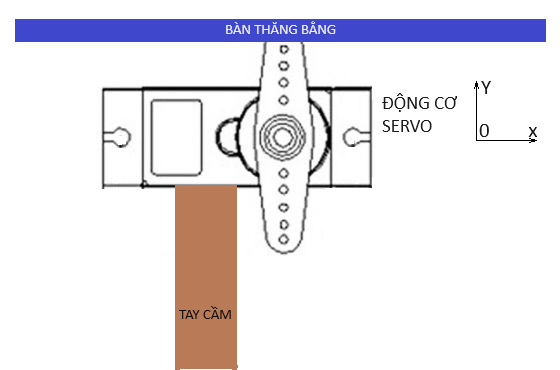 BÀN THĂNG BẰNG
ĐỘNG CƠ
SERVO
Y
0
x
TAY CẦM